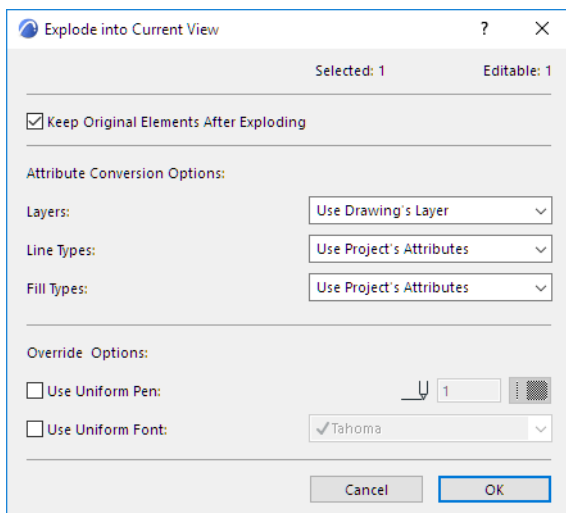 Explode into Current View ?
Selected: 1 Editable: 1
Keep Original Elements After Exploding
Attribute Conversion Options:
Layers: Use Drawing's Layer
Line Types: Use Project's Attributes
Fill Types: Use Project's Attributes
Override Options:
Use Uniform Pen: 1
Use Uniform Font: Tahoma
Cancel OK